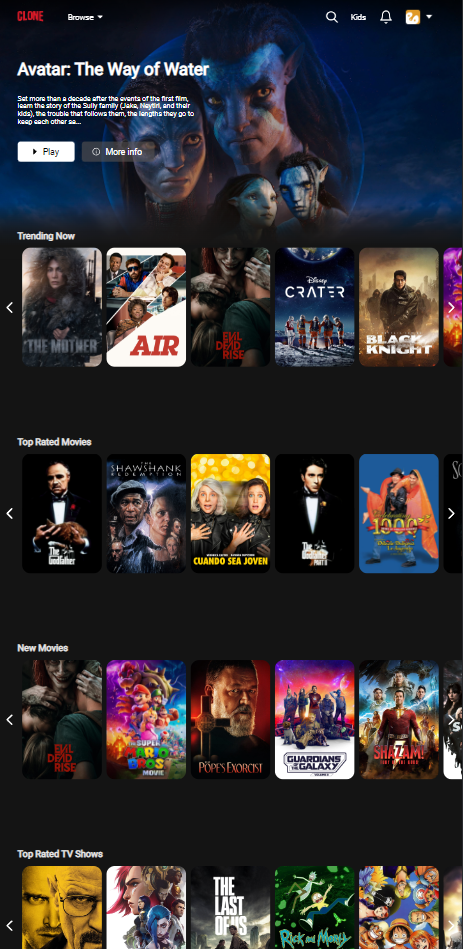 CLONE
Browse
Kids
Avatar: The Way of Water
Set more than a decade after the events of the first film,
learn the story of the Sully family (Jake, Neytiri, and their
kids), the trouble that follows them, the lengths they go to
keep each other sa...
Play
More info
Trending Now
THE MOTHER
AIR
EVIL
DEAD
RISE
Disney
CRATER
BLACK
KNIGHT
Top Rated Movies
The
Godfather
THE
SHAWSHANK
REDEMPTION
CUANDO SEA JOVEN
The
PART II
1000
New Movies
EVIL
DEAD
RISE
THE SUPER
MARIO
BROS
MOVIE
THE POPE'S EXORCIST
GUARDIANS
OF THE
GALAXY
VOLUME 3
SHAZAM!
FURY OF THE GODS
Top Rated TV Shows
THE
LAST
OF US
Rick and Morty